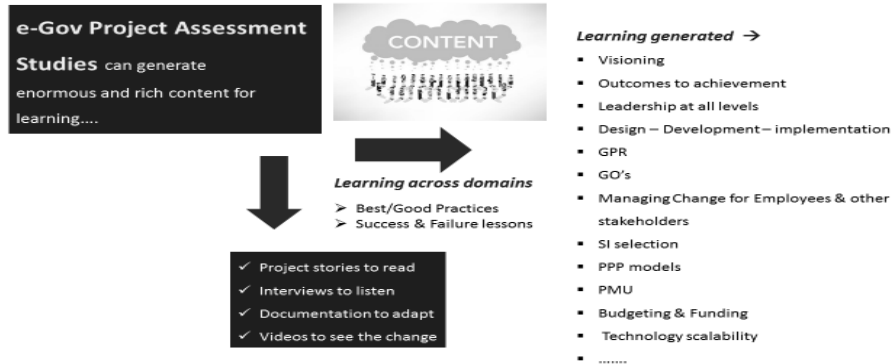 e-Gov Project Assessment
Studies can generate
enormous and rich content for
learning....
CONTENT
Learning across domains
➢ Best/Good Practices
➢ Success & Failure lessons
✓ Project stories to read
✓ Interviews to listen
✓ Documentation to adapt
✓ Videos to see the change
Learning generated →
▪ Visioning
▪ Outcomes to achievement
▪ Leadership at all levels
▪ Design – Development – implementation
▪ GPR
▪ GO's
▪ Managing Change for Employees & other
stakeholders
▪ SI selection
▪ PPP models
▪ PMU
▪ Budgeting & Funding
▪ Technology scalability
▪ .......